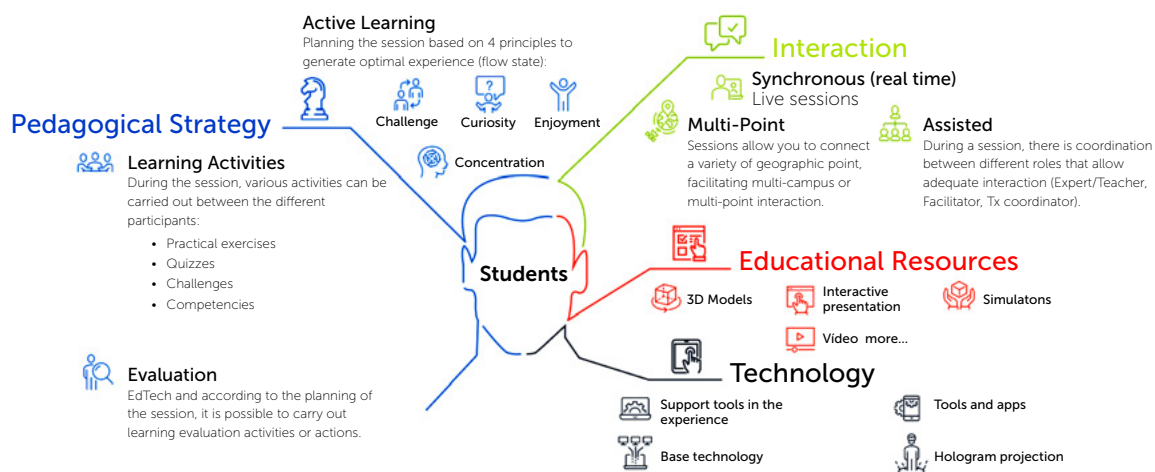 Active Learning
Planning the session based on 4 principles to
generate optimal experience (flow state):
Challenge
Curiosity
Enjoyment
Concentration
Pedagogical Strategy
Learning Activities
During the session, various activities can be
carried out between the different
participants:
• Practical exercises
• Quizzes
• Challenges
• Competencies
Evaluation
EdTech and according to the planning of
the session, it is possible to carry out
learning evaluation activities or actions.
Students
Interaction
Synchronous (real time)
Live sessions
Multi-Point
Sessions allow you to connect
a variety of geographic point,
facilitating multi-campus or
multi-point interaction.
Assisted
During a session, there is coordination
between different roles that allow
adequate interaction (Expert/Teacher,
Facilitator, Tx coordinator).
Educational Resources
3D Models
Interactive
presentation
Simulatons
Vídeo more...
Technology
Support tools in the
experience
Tools and apps
Base technology
Hologram projection